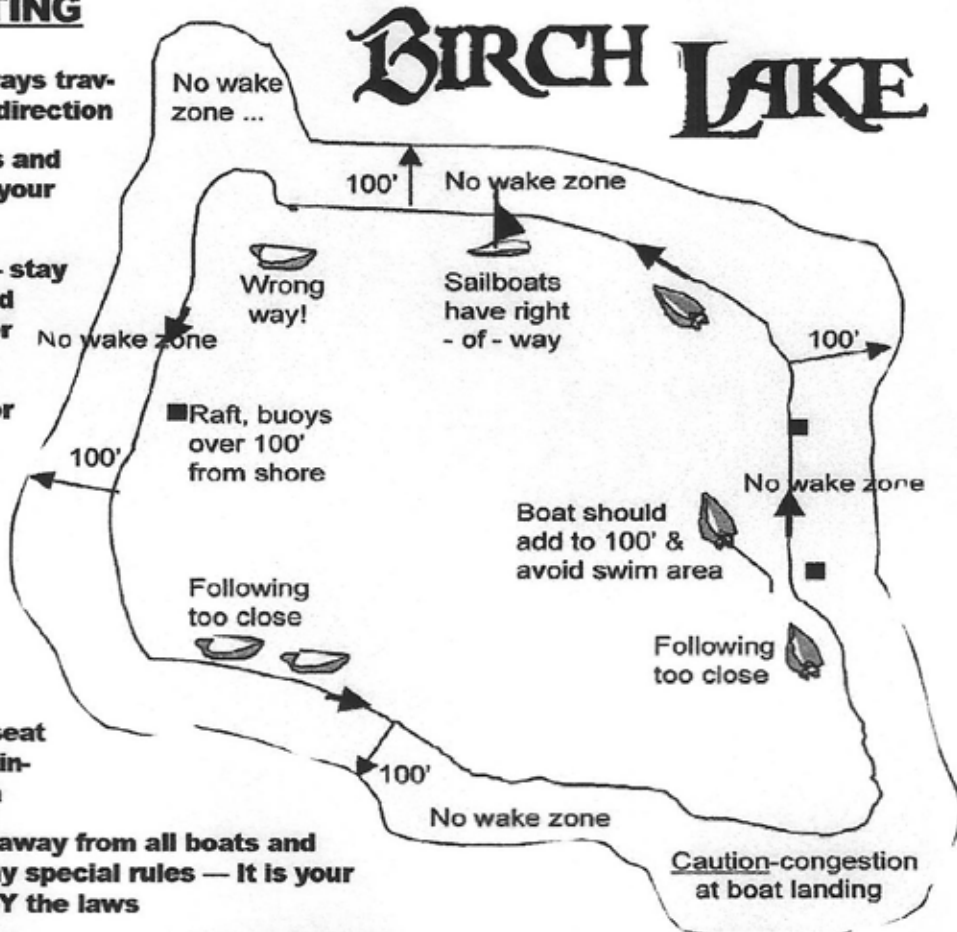 TING
BIRCH LAKE
ays trav-
direction
s and
your
- stay
d
r
or
seat
in-
n
away from all boats and
y special rules — It is your
Y the laws
No wake
zone ...
100'
No wake zone
Wrong
way!
Sailboats
have right
- of - way
No wake zone
100'
Raft, buoys
over 100'
from shore
100'
No wake zone
Boat should
add to 100' &
avoid swim area
Following
too close
Following
too close
100'
No wake zone
Caution-congestion
at boat landing